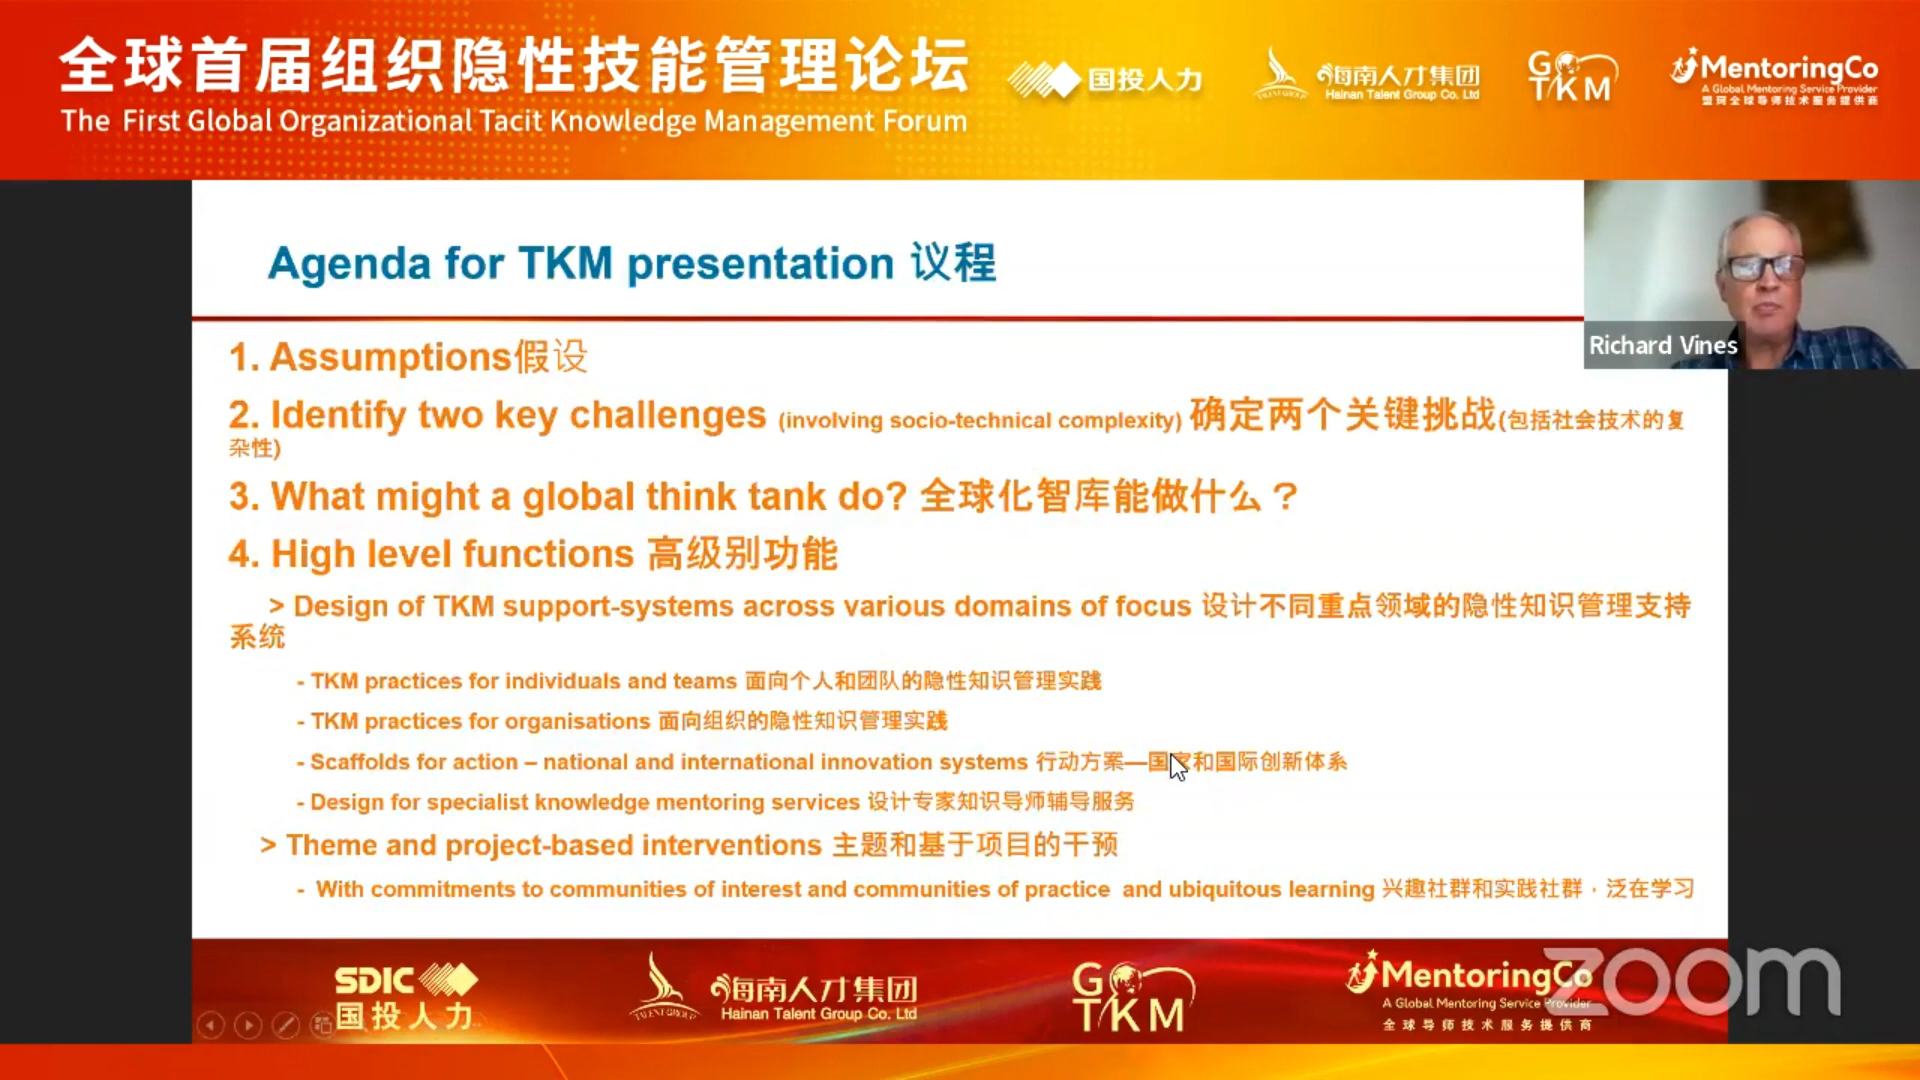 全球首届组织隐性技能管理论坛
The First Global Organizational Tacit Knowledge Management Forum
国投人力
海南人才集团
Hainan Talent Group Co. Ltd
TALENT GROUP
GO TKM
MentoringCo
A Global Mentoring Service Provider
盟珂全球导师技术服务提供商
Agenda for TKM presentation 议程
Richard Vines
1. Assumptions假设
2. Identify two key challenges (involving socio-technical complexity) 确定两个关键挑战(包括社会技术的复
杂性)
3. What might a global think tank do? 全球化智库能做什么？
4. High level functions 高级别功能
> Design of TKM support-systems across various domains of focus 设计不同重点领域的隐性知识管理支持
系统
- TKM practices for individuals and teams 面向个人和团队的隐性知识管理实践
- TKM practices for organisations 面向组织的隐性知识管理实践
- Scaffolds for action – national and international innovation systems 行动方案—国家和国际创新体系
- Design for specialist knowledge mentoring services 设计专家知识导师辅导服务
> Theme and project-based interventions 主题和基于项目的干预
- With commitments to communities of interest and communities of practice and ubiquitous learning 兴趣社群和实践社群，泛在学习
SDIC
国投人力
TALENT GROUP
海南人才集团
Hainan Talent Group Co. Ltd
GO TKM
MentoringCo
A Global Mentoring Service Provider
全球导师技术服务提供商
zoom